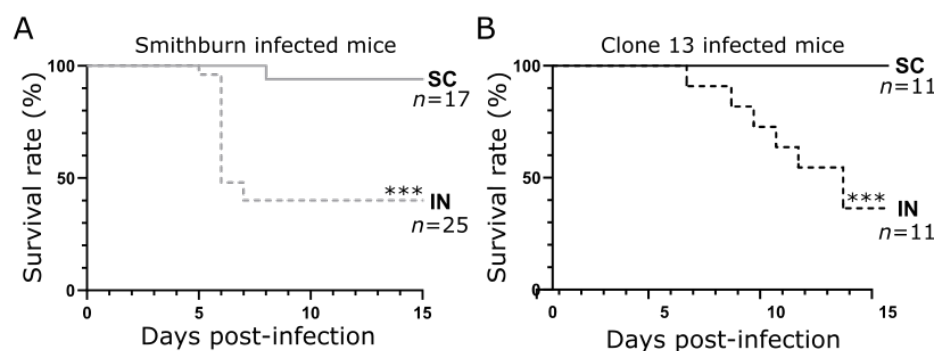 A
Smithburn infected mice
Survival rate (%)
100
50
0
SC
n=17
***
IN
n=25
0 5 10 15
Days post-infection
B
Clone 13 infected mice
Survival rate (%)
100
50
0
SC
n=11
***
IN
n=11
0 5 10 15
Days post-infection